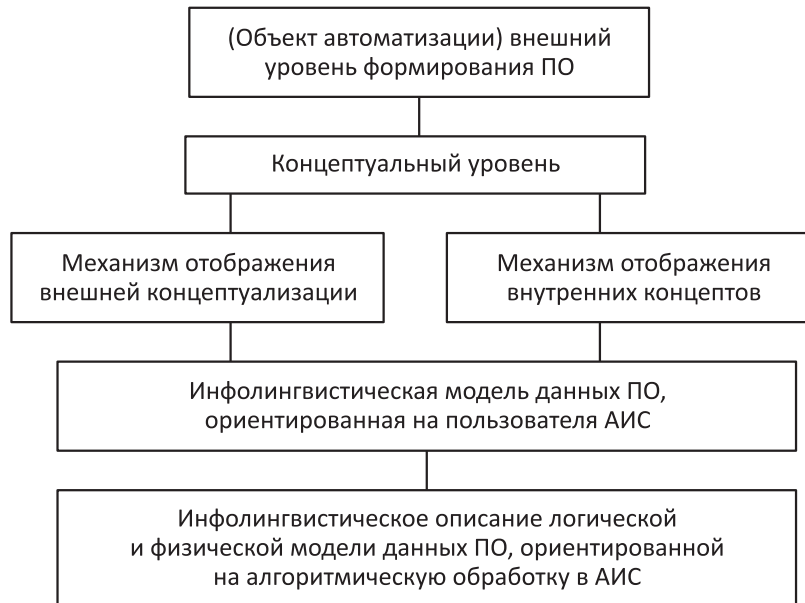 (Объект автоматизации) внешний
уровень формирования ПО
Концептуальный уровень
Механизм отображения
внешней концептуализации
Механизм отображения
внутренних концептов
Инфолингвистическая модель данных ПО,
ориентированная на пользователя АИС
Инфолингвистическое описание логической
и физической модели данных ПО, ориентированной
на алгоритмическую обработку в АИС